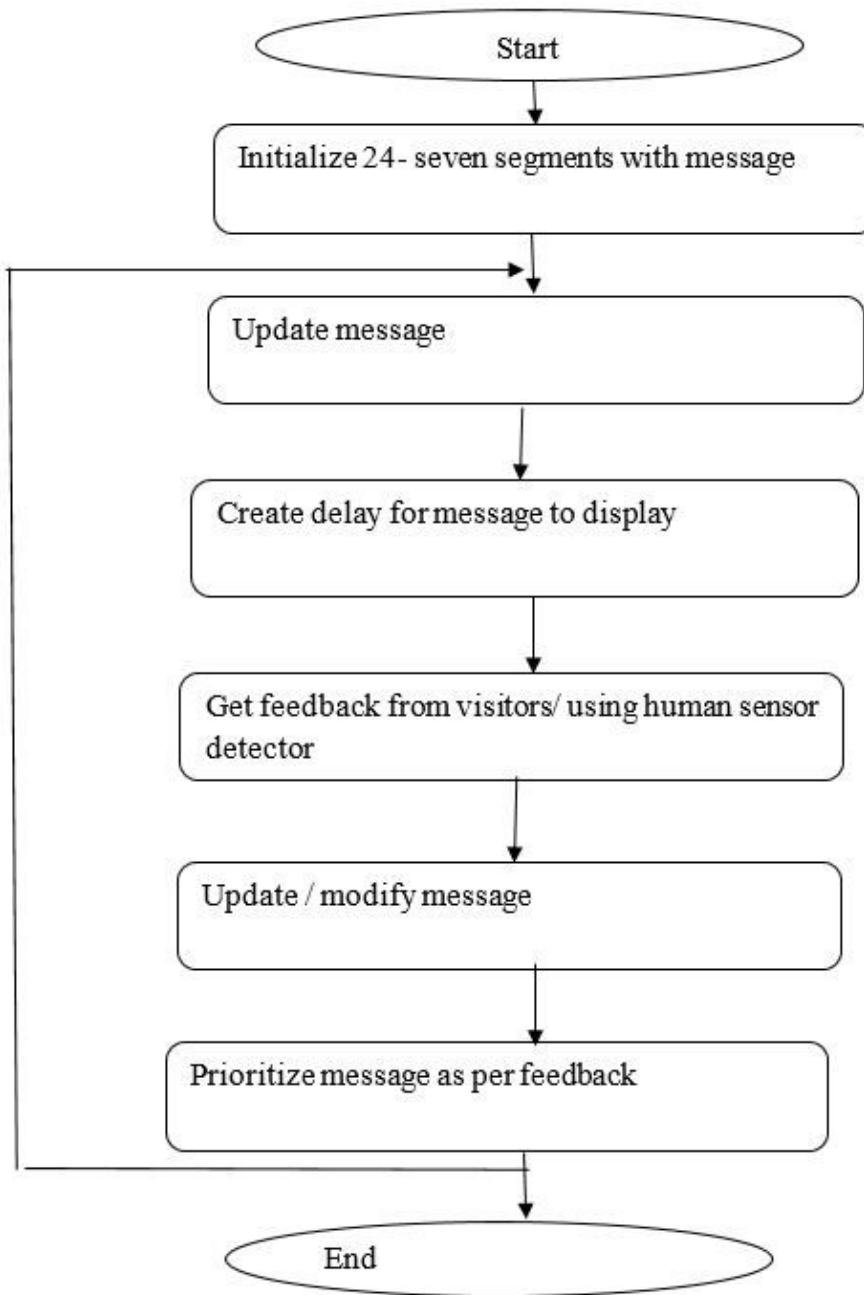 Start
Initialize 24- seven segments with message
Update message
Create delay for message to display
Get feedback from visitors/ using human sensor
detector
Update / modify message
Prioritize message as per feedback
End